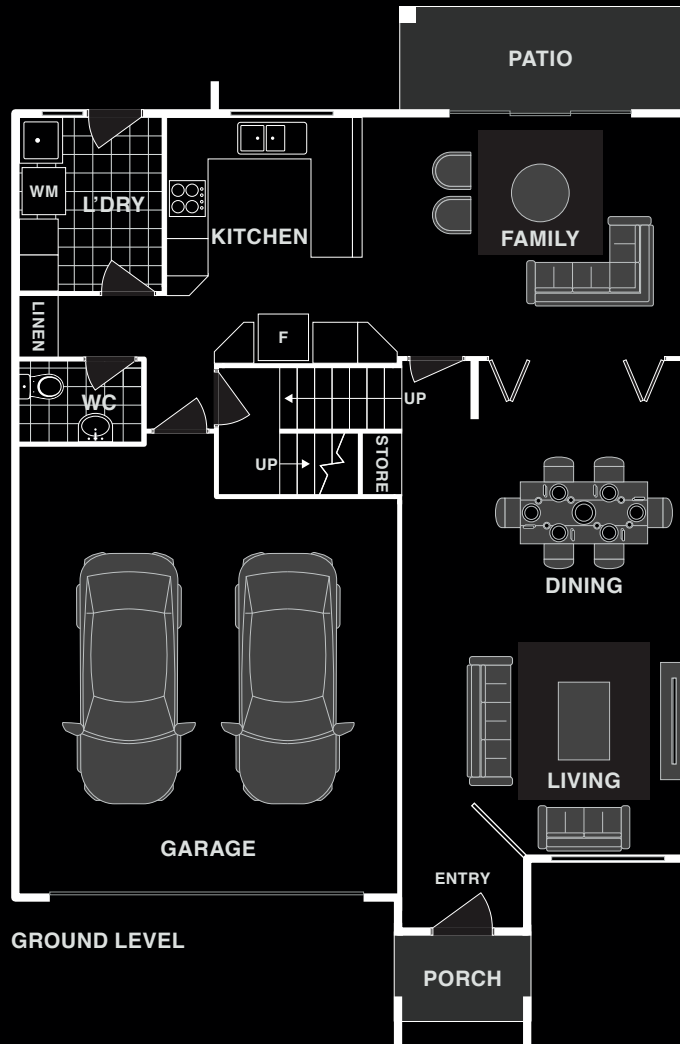 PATIO
WM
L'DRY
KITCHEN
FAMILY
LINEN
F
WC
UP
UP
STORE
DINING
LIVING
GARAGE
ENTRY
GROUND LEVEL
PORCH